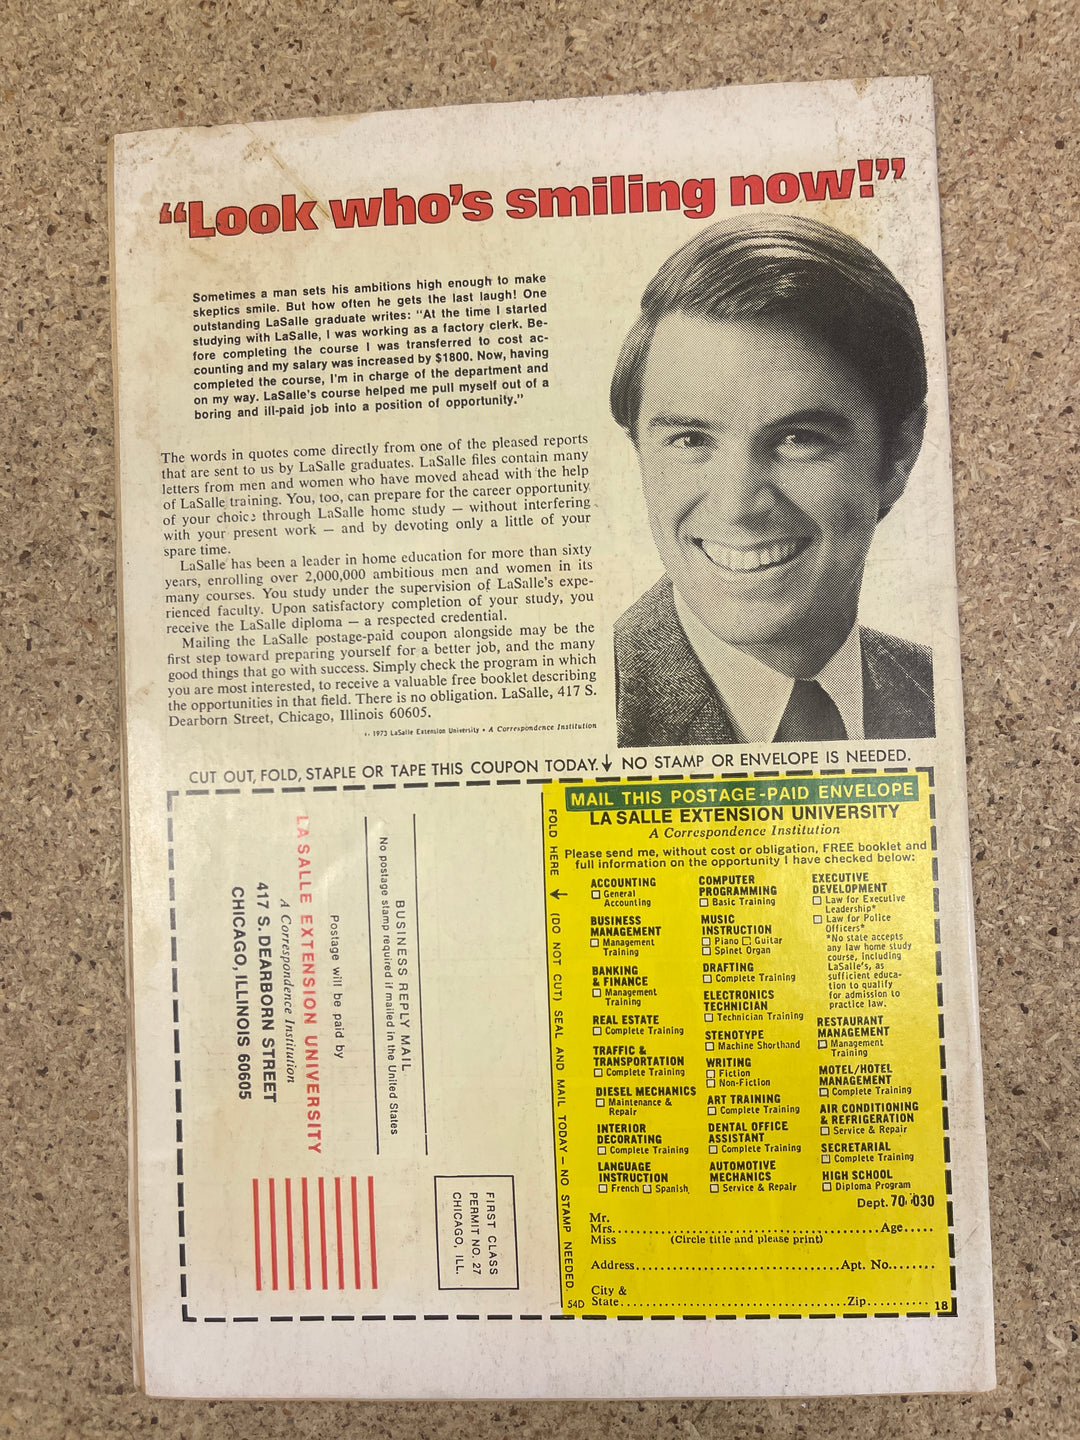 “Look who’s smiling now!”
Sometimes a man sets his ambitions high enough to make
skeptics smile. But how often he gets the last laugh! One
outstanding LaSalle graduate writes: “At the time I started
studying with LaSalle, I was working as a factory clerk. Be-
fore completing the course I was transferred to cost ac-
counting and my salary was increased by $1800. Now, having
completed the course, I’m in charge of the department and
on my way. LaSalle’s course helped me pull myself out of a
boring and ill-paid job into a position of opportunity.”
The words in quotes come directly from one of the pleased reports
that are sent to us by LaSalle graduates. LaSalle files contain many
letters from men and women who have moved ahead with the help
of LaSalle training. You, too, can prepare for the career opportunity
of your choice through LaSalle home study — without interfering
with your present work — and by devoting only a little of your
spare time.
LaSalle has been a leader in home education for more than sixty
years, enrolling over 2,000,000 ambitious men and women in its
many courses. You study under the supervision of LaSalle’s expe-
rienced faculty. Upon satisfactory completion of your study, you
receive the LaSalle diploma — a respected credential.
Mailing the LaSalle postage-paid coupon alongside may be the
first step toward preparing yourself for a better job, and the many
good things that go with success. Simply check the program in which
you are most interested, to receive a valuable free booklet describing
the opportunities in that field. There is no obligation. LaSalle, 417 S.
Dearborn Street, Chicago, Illinois 60605.
1973 LaSalle Extension University • A Correspondence Institution
CUT OUT, FOLD, STAPLE OR TAPE THIS COUPON TODAY. ↓ NO STAMP OR ENVELOPE IS NEEDED.
FIRST CLASS
PERMIT NO. 27
CHICAGO, ILL.
BUSINESS REPLY MAIL
No postage stamp required if mailed in the United States
Postage will be paid by
LA SALLE EXTENSION UNIVERSITY
A Correspondence Institution
417 S. DEARBORN STREET
CHICAGO, ILLINOIS 60605
FOLD HERE (DO NOT CUT) SEAL AND MAIL TODAY — NO STAMP NEEDED.
MAIL THIS POSTAGE-PAID ENVELOPE
LA SALLE EXTENSION UNIVERSITY
A Correspondence Institution
Please send me, without cost or obligation, FREE booklet and
full information on the opportunity I have checked below:
ACCOUNTING
☐ General
Accounting
BUSINESS
MANAGEMENT
☐ Management
Training
BANKING
& FINANCE
☐ Management
Training
REAL ESTATE
☐ Complete Training
TRAFFIC &
TRANSPORTATION
☐ Complete Training
DIESEL MECHANICS
☐ Maintenance &
Repair
INTERIOR
DECORATING
☐ Complete Training
LANGUAGE
INSTRUCTION
☐ French ☐ Spanish
COMPUTER
PROGRAMMING
☐ Basic Training
MUSIC
INSTRUCTION
☐ Piano ☐ Guitar
☐ Spinet Organ
DRAFTING
☐ Complete Training
ELECTRONICS
TECHNICIAN
☐ Technician Training
STENOTYPE
☐ Machine Shorthand
WRITING
☐ Fiction
☐ Non-Fiction
ART TRAINING
☐ Complete Training
DENTAL OFFICE
ASSISTANT
☐ Complete Training
AUTOMOTIVE
MECHANICS
☐ Service & Repair
EXECUTIVE
DEVELOPMENT
☐ Law for Executive
Leadership*
☐ Law for Police
Officers*
*No state accepts
any law home study
course, including
LaSalle’s, as
sufficient educa-
tion to qualify
for admission to
practice law.
RESTAURANT
MANAGEMENT
☐ Management
Training
MOTEL/HOTEL
MANAGEMENT
☐ Complete Training
AIR CONDITIONING
& REFRIGERATION
☐ Service & Repair
SECRETARIAL
☐ Complete Training
HIGH SCHOOL
☐ Diploma Program
Dept. 70-030
Mr.
Mrs. Age
Miss (Circle title and please print)
Address Apt. No.
City &
State Zip
54D
18